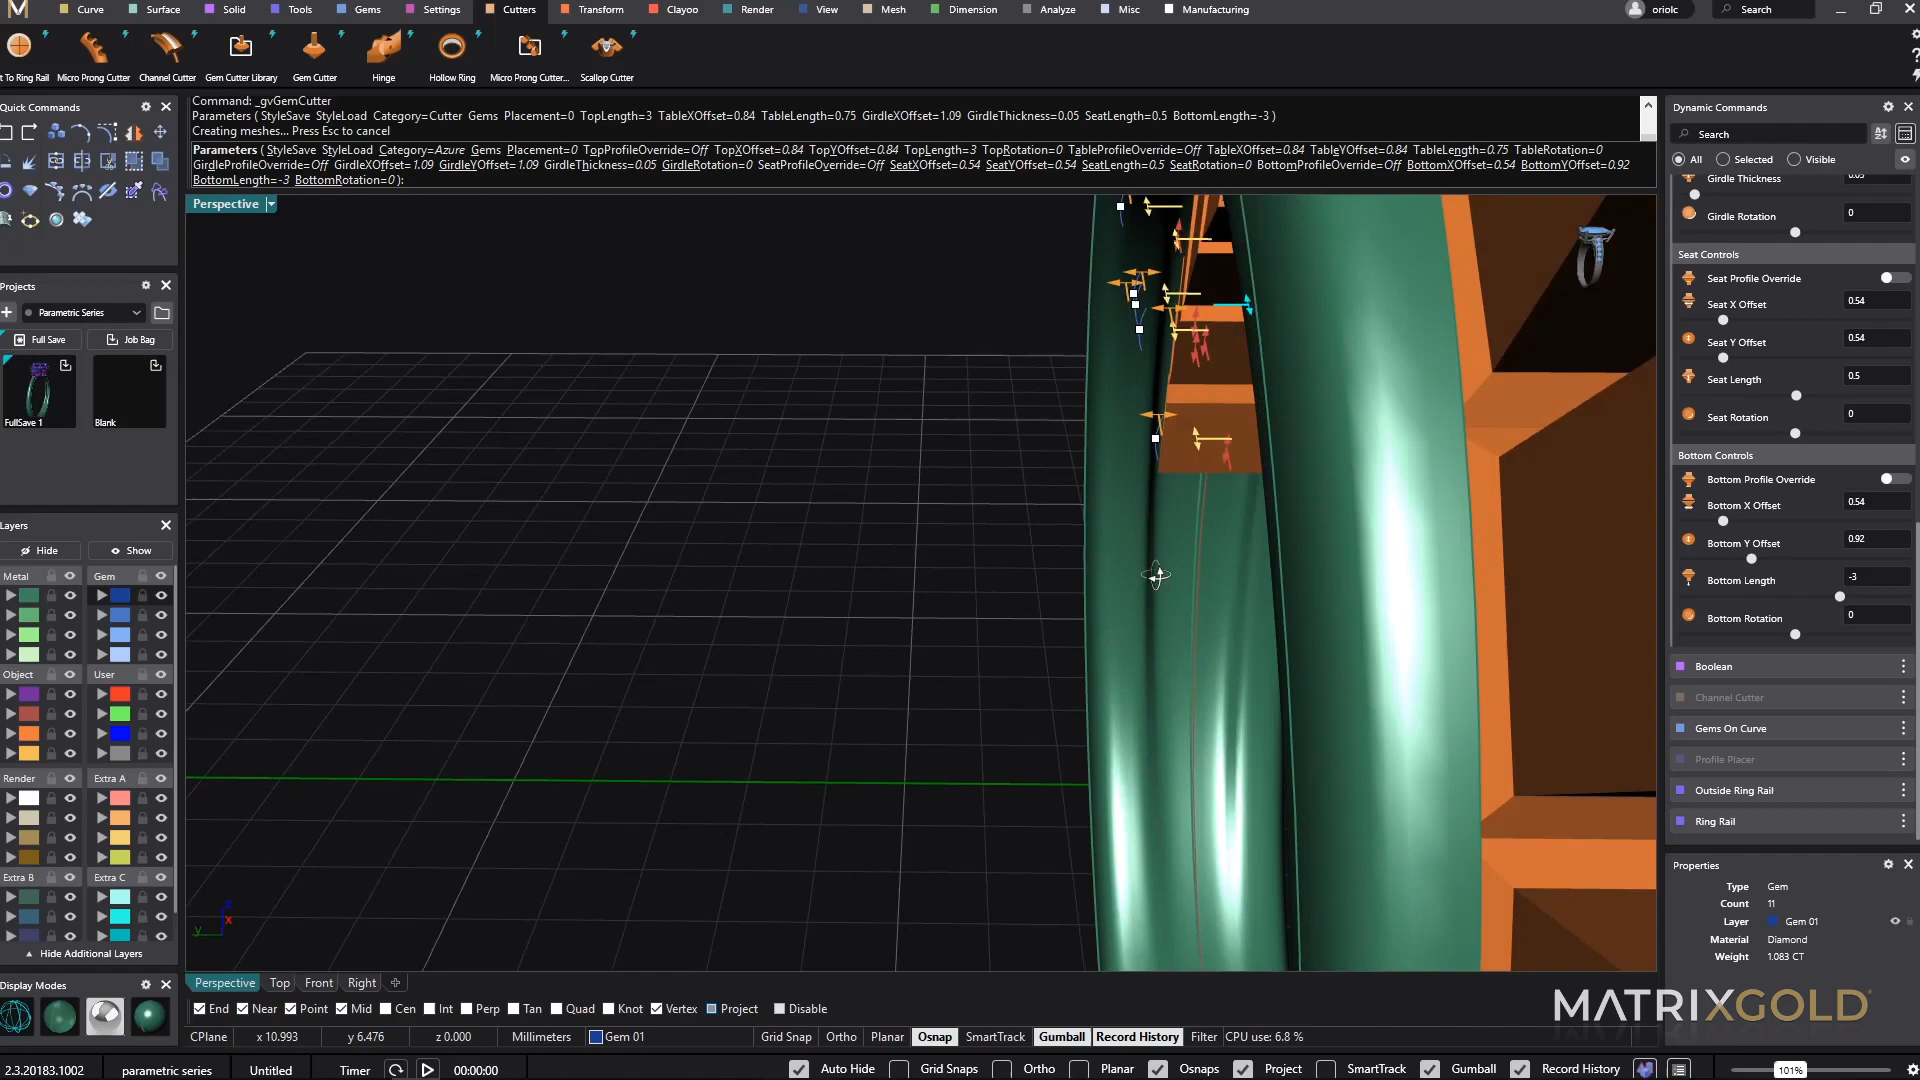 Curve Surface Solid Tools Gems Settings Cutters Transform Clayoo Render View Mesh Dimension Analyze Misc Manufacturing oriolc Search
t To Ring Rail Micro Prong Cutter Channel Cutter Gem Cutter Library Gem Cutter Hinge Hollow Ring Micro Prong Cutter... Scallop Cutter
Quick Commands
Command: _gvGemCutter
Parameters ( StyleSave StyleLoad Category=Cutter Gems Placement=0 TopLength=3 TableXOffset=0.84 TableLength=0.75 GirdleXOffset=1.09 GirdleThickness=0.05 SeatLength=0.5 BottomLength=-3 )
Creating meshes... Press Esc to cancel
Parameters ( StyleSave StyleLoad Category=Azure Gems Placement=0 TopProfileOverride=Off TopXOffset=0.84 TopYOffset=0.84 TopLength=3 TopRotation=0 TableProfileOverride=Off TableXOffset=0.84 TableYOffset=0.84 TableLength=0.75 TableRotation=0
GirdleProfileOverride=Off GirdleXOffset=1.09 GirdleYOffset=1.09 GirdleThickness=0.05 GirdleRotation=0 SeatProfileOverride=Off SeatXOffset=0.54 SeatYOffset=0.54 SeatLength=0.5 SeatRotation=0 BottomProfileOverride=Off BottomXOffset=0.54 BottomYOffset=0.92
BottomLength=-3 BottomRotation=0 ):
Perspective
Projects
Parametric Series
Full Save Job Bag
FullSave 1 Blank
Layers
Hide Show
Metal Gem
Object User
Render Extra A
Extra B Extra C
Hide Additional Layers
Display Modes
z
x
y
Dynamic Commands
Search
All Selected Visible
Girdle Thickness 0.05
Girdle Rotation 0
Seat Controls
Seat Profile Override
Seat X Offset 0.54
Seat Y Offset 0.54
Seat Length 0.5
Seat Rotation 0
Bottom Controls
Bottom Profile Override
Bottom X Offset 0.54
Bottom Y Offset 0.92
Bottom Length -3
Bottom Rotation 0
Boolean
Channel Cutter
Gems On Curve
Profile Placer
Outside Ring Rail
Ring Rail
Properties
Type Gem
Count 11
Layer Gem 01
Material Diamond
Weight 1.083 CT
MATRIXGOLD
Perspective Top Front Right
End Near Point Mid Cen Int Perp Tan Quad Knot Vertex Project Disable
CPlane x 10.993 y 6.476 z 0.000 Millimeters Gem 01 Grid Snap Ortho Planar Osnap SmartTrack Gumball Record History Filter CPU use: 6.8 %
2.3.20183.1002 parametric series Untitled Timer 00:00:00 Auto Hide Grid Snaps Ortho Planar Osnaps Project SmartTrack Gumball Record History 101%